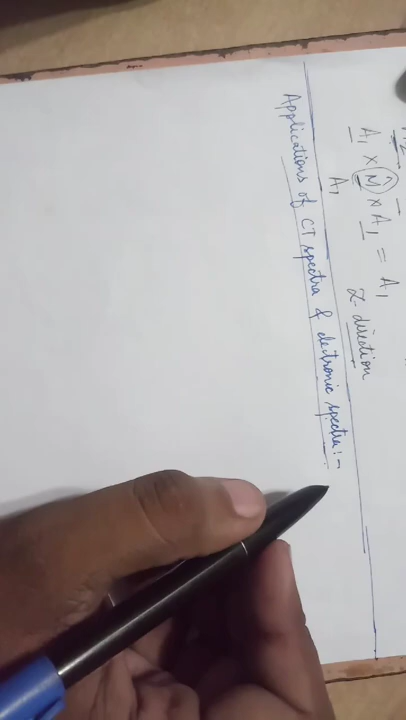 A₁ × M̂ × A₁ = A₁
A₁
Z-direction
Applications of CT spectra & electronic spectra:-